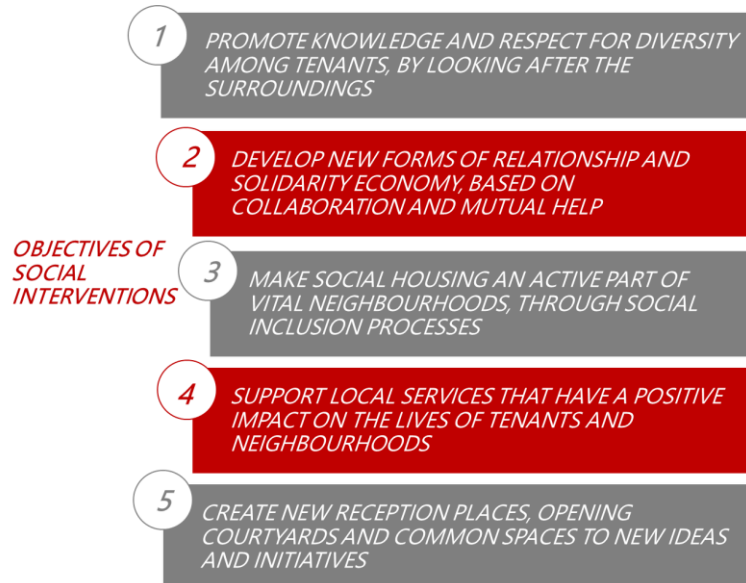 1
PROMOTE KNOWLEDGE AND RESPECT FOR DIVERSITY
AMONG TENANTS, BY LOOKING AFTER THE
SURROUNDINGS
2
DEVELOP NEW FORMS OF RELATIONSHIP AND
SOLIDARITY ECONOMY, BASED ON
COLLABORATION AND MUTUAL HELP
OBJECTIVES OF
SOCIAL
INTERVENTIONS
3
MAKE SOCIAL HOUSING AN ACTIVE PART OF
VITAL NEIGHBOURHOODS, THROUGH SOCIAL
INCLUSION PROCESSES
4
SUPPORT LOCAL SERVICES THAT HAVE A POSITIVE
IMPACT ON THE LIVES OF TENANTS AND
NEIGHBOURHOODS
5
CREATE NEW RECEPTION PLACES, OPENING
COURTYARDS AND COMMON SPACES TO NEW IDEAS
AND INITIATIVES